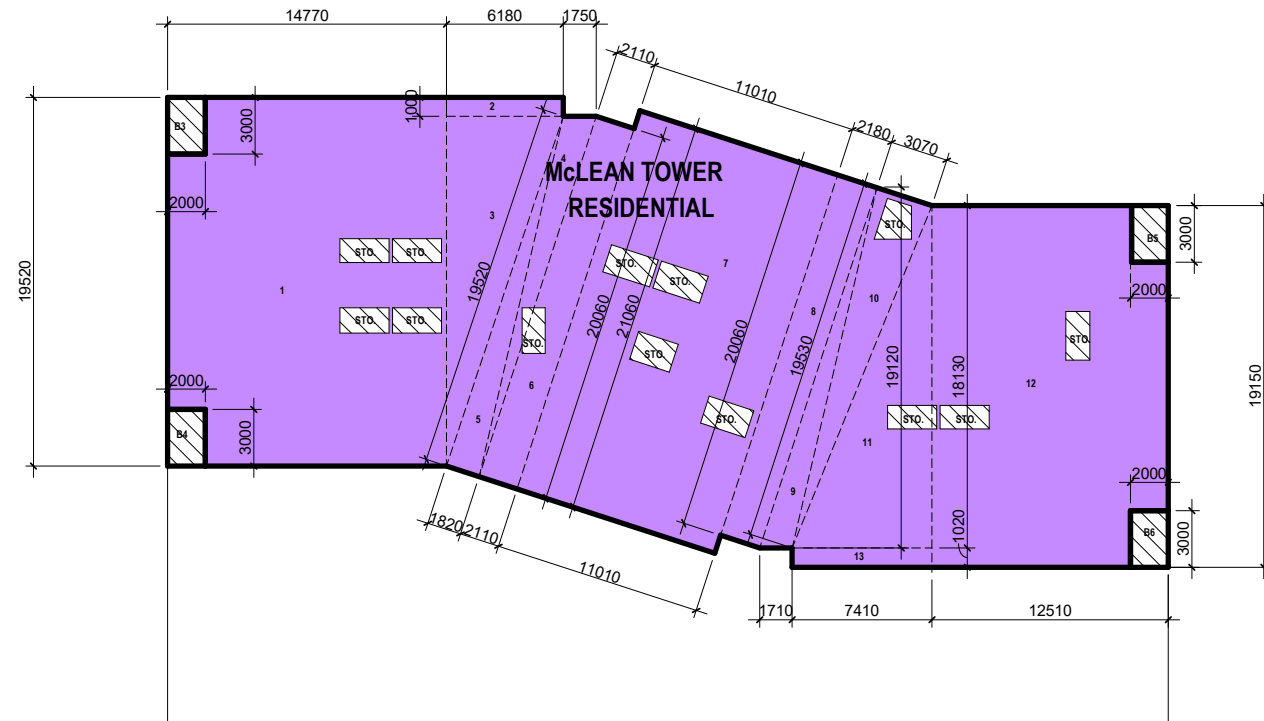 14770
6180
1750
2110
11010
2180
3070
B3
3000
1000
2
4
McLEAN TOWER
RESIDENTIAL
2000
3
STO.
B5
3000
19520
STO.
STO.
STO.
STO.
7
1
19520
2000
10
STO.
STO.
STO.
STO.
20060
21060
8
STO.
STO.
20060
19530
19120
18130
19150
2000
6
12
B4
3000
5
STO.
STO.
STO.
11
2000
9
1820
2110
1020
B6
3000
13
11010
1710
7410
12510